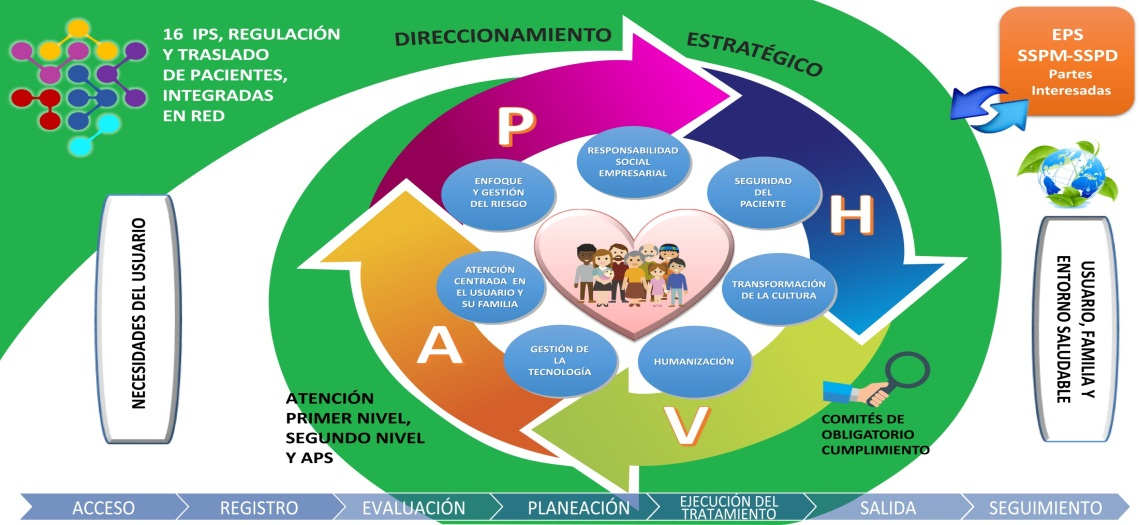 16 IPS, REGULACIÓN
Y TRASLADO
DE PACIENTES,
INTEGRADAS
EN RED
DIRECCIONAMIENTO ESTRATÉGICO
EPS
SSPM-SSPD
Partes
Interesadas
NECESIDADES DEL USUARIO
P
H
V
A
RESPONSABILIDAD
SOCIAL
EMPRESARIAL
ENFOQUE
Y GESTIÓN
DEL RIESGO
SEGURIDAD
DEL
PACIENTE
ATENCIÓN
CENTRADA EN
EL USUARIO Y
SU FAMILIA
TRANSFORMACIÓN
DE LA CULTURA
GESTIÓN DE
LA
TECNOLOGÍA
HUMANIZACIÓN
USUARIO, FAMILIA Y
ENTORNO SALUDABLE
ATENCIÓN
PRIMER NIVEL,
SEGUNDO NIVEL
Y APS
COMITÉS DE
OBLIGATORIO
CUMPLIMIENTO
ACCESO
REGISTRO
EVALUACIÓN
PLANEACIÓN
EJECUCIÓN DEL
TRATAMIENTO
SALIDA
SEGUIMIENTO